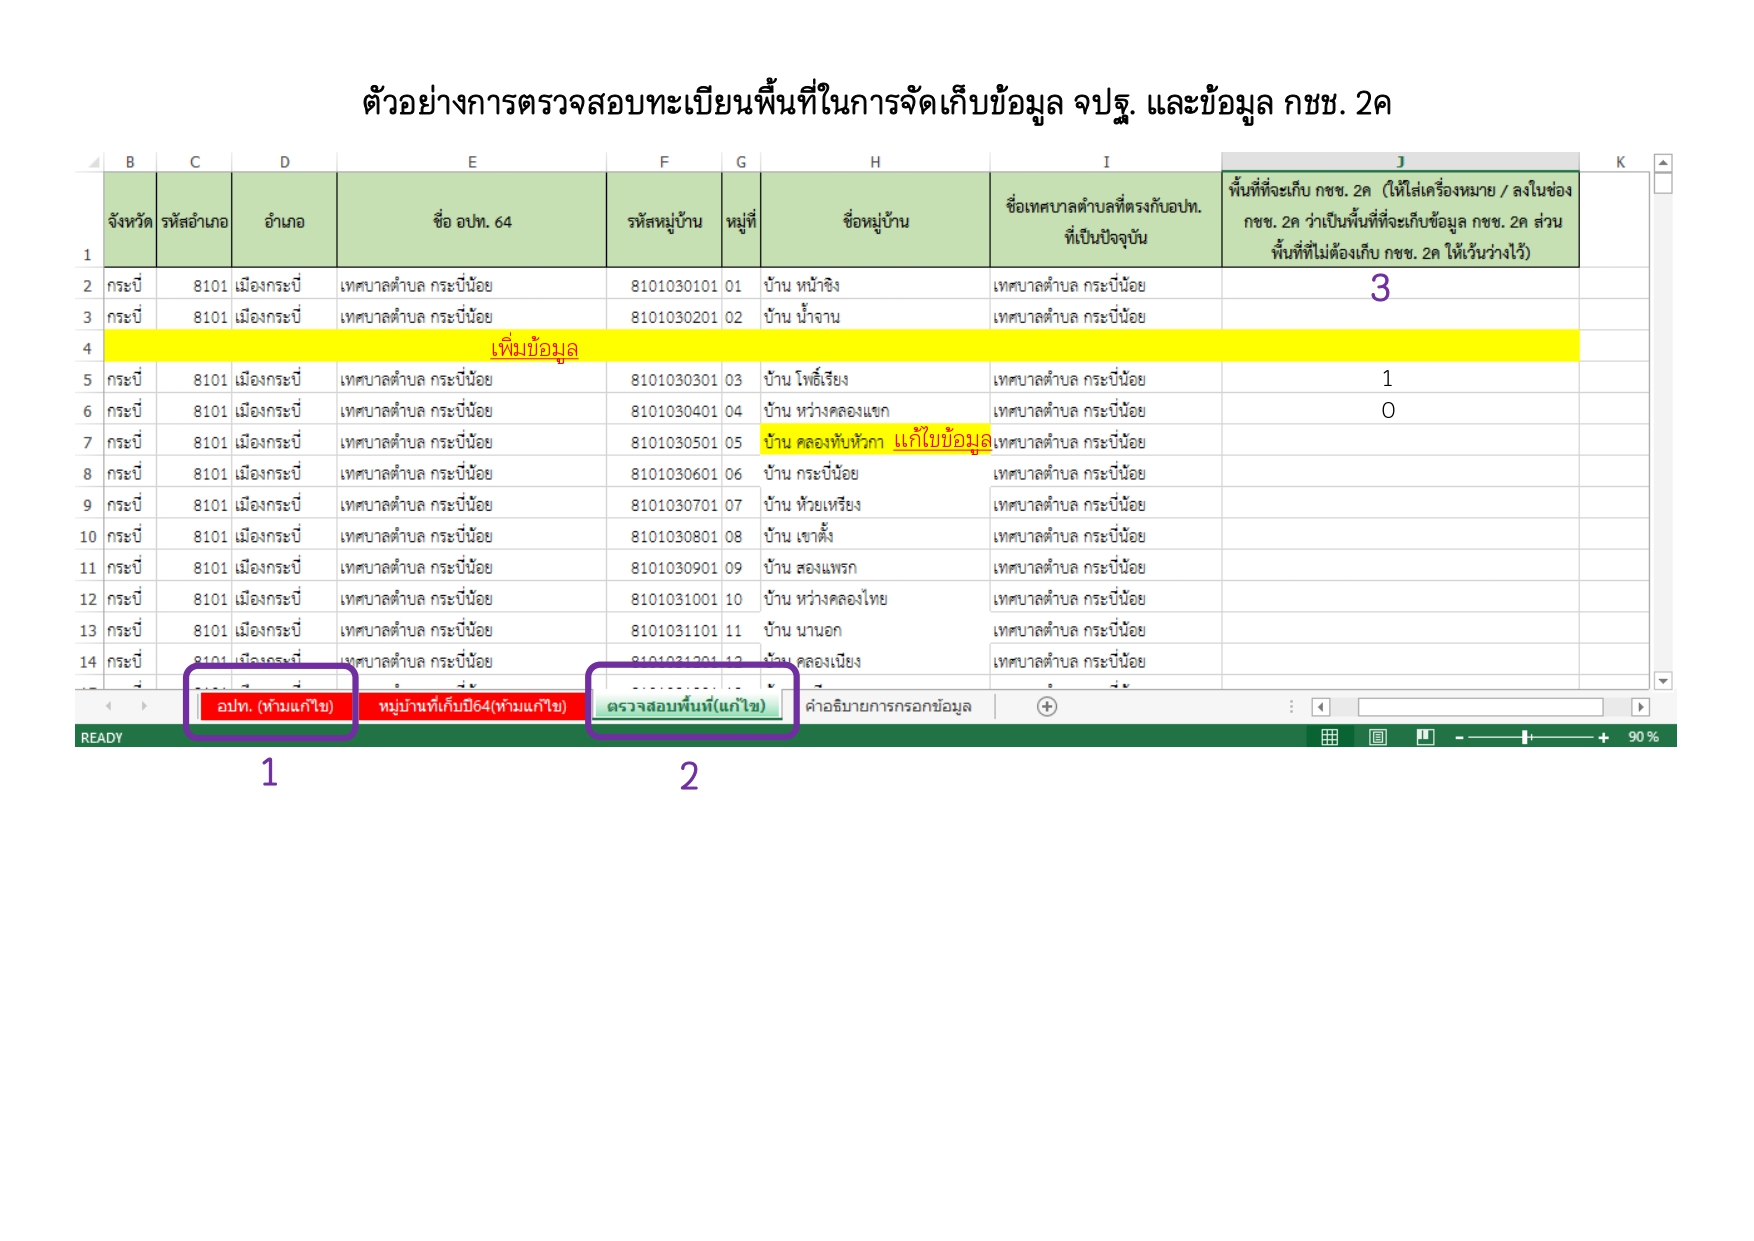 ตัวอย่างการตรวจสอบทะเบียนพื้นที่ในการจัดเก็บข้อมูล จปฐ. และข้อมูล กชช. 2ค
B C D E F G H I J K
1 จังหวัด รหัสอำเภอ อำเภอ ชื่อ อปท. 64 รหัสหมู่บ้าน หมู่ที่ ชื่อหมู่บ้าน ชื่อเทศบาลตำบลที่ตรงกับอปท. ที่เป็นปัจจุบัน พื้นที่ที่จะเก็บ กชช. 2ค (ให้ใส่เครื่องหมาย / ลงในช่อง กชช. 2ค ว่าเป็นพื้นที่ที่จะเก็บข้อมูล กชช. 2ค ส่วน พื้นที่ที่ไม่ต้องเก็บ กชช. 2ค ให้เว้นว่างไว้)
2 กระบี่ 8101 เมืองกระบี่ เทศบาลตำบล กระบี่น้อย 8101030101 01 บ้าน หน้าชิง เทศบาลตำบล กระบี่น้อย 3
3 กระบี่ 8101 เมืองกระบี่ เทศบาลตำบล กระบี่น้อย 8101030201 02 บ้าน น้ำจาน เทศบาลตำบล กระบี่น้อย
4 เพิ่มข้อมูล
5 กระบี่ 8101 เมืองกระบี่ เทศบาลตำบล กระบี่น้อย 8101030301 03 บ้าน โพธิ์เรียง เทศบาลตำบล กระบี่น้อย 1
6 กระบี่ 8101 เมืองกระบี่ เทศบาลตำบล กระบี่น้อย 8101030401 04 บ้าน หว่างคลองแขก เทศบาลตำบล กระบี่น้อย 0
7 กระบี่ 8101 เมืองกระบี่ เทศบาลตำบล กระบี่น้อย 8101030501 05 บ้าน คลองทับหัวกา แก้ไขข้อมูล เทศบาลตำบล กระบี่น้อย
8 กระบี่ 8101 เมืองกระบี่ เทศบาลตำบล กระบี่น้อย 8101030601 06 บ้าน กระบี่น้อย เทศบาลตำบล กระบี่น้อย
9 กระบี่ 8101 เมืองกระบี่ เทศบาลตำบล กระบี่น้อย 8101030701 07 บ้าน ห้วยเหรียง เทศบาลตำบล กระบี่น้อย
10 กระบี่ 8101 เมืองกระบี่ เทศบาลตำบล กระบี่น้อย 8101030801 08 บ้าน เขาตั้ง เทศบาลตำบล กระบี่น้อย
11 กระบี่ 8101 เมืองกระบี่ เทศบาลตำบล กระบี่น้อย 8101030901 09 บ้าน สองแพรก เทศบาลตำบล กระบี่น้อย
12 กระบี่ 8101 เมืองกระบี่ เทศบาลตำบล กระบี่น้อย 8101031001 10 บ้าน หว่างคลองไทย เทศบาลตำบล กระบี่น้อย
13 กระบี่ 8101 เมืองกระบี่ เทศบาลตำบล กระบี่น้อย 8101031101 11 บ้าน นานอก เทศบาลตำบล กระบี่น้อย
14 กระบี่ 8101 เมืองกระบี่ เทศบาลตำบล กระบี่น้อย 8101031201 12 บ้าน คลองเนียง เทศบาลตำบล กระบี่น้อย
อปท. (ห้ามแก้ไข) หมู่บ้านที่เก็บปี64(ห้ามแก้ไข) ตรวจสอบพื้นที่(แก้ไข) คำอธิบายการกรอกข้อมูล
READY 90%
1 2